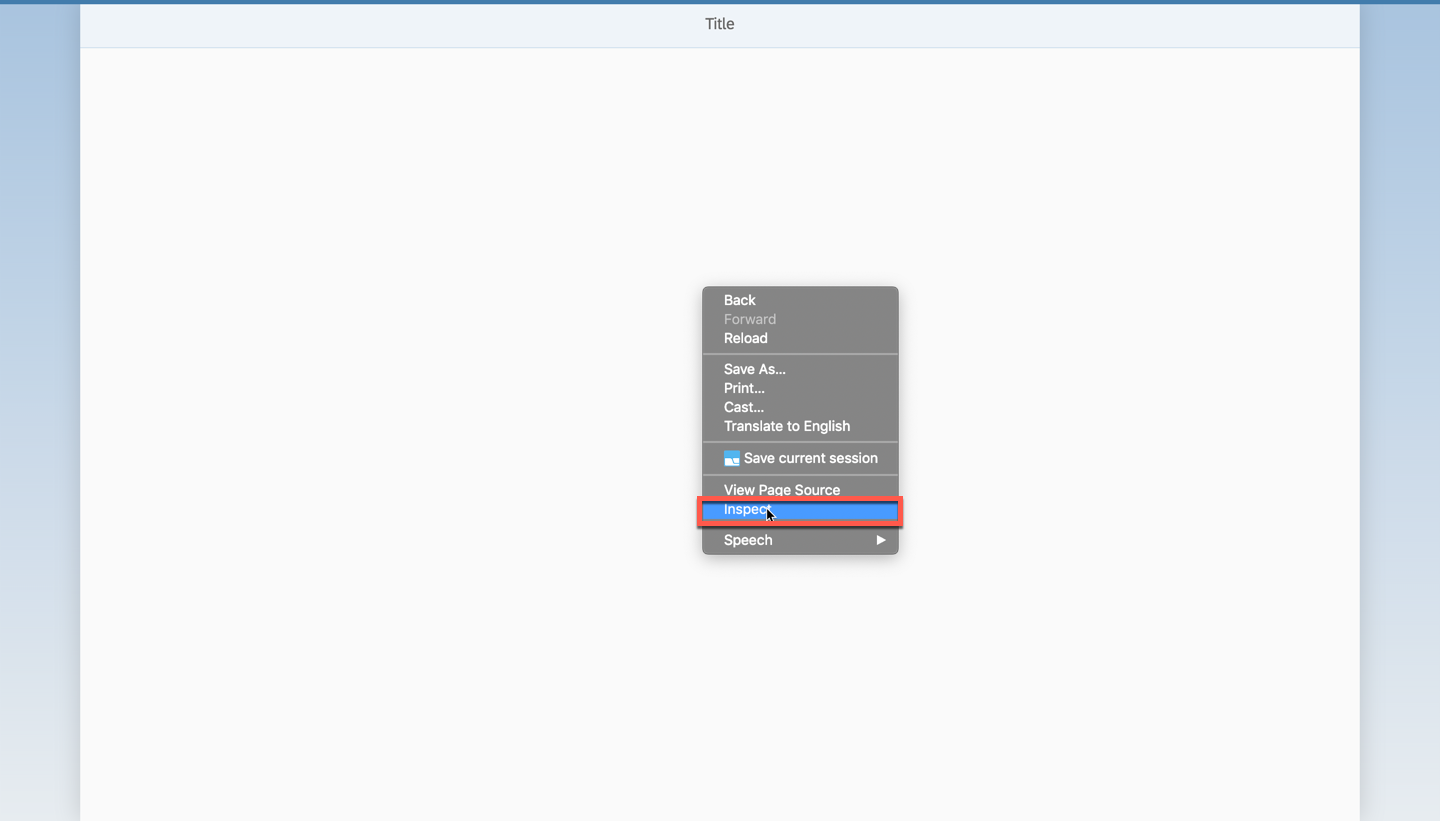 Title
Back
Forward
Reload
Save As...
Print...
Cast...
Translate to English
Save current session
View Page Source
Inspect
Speech